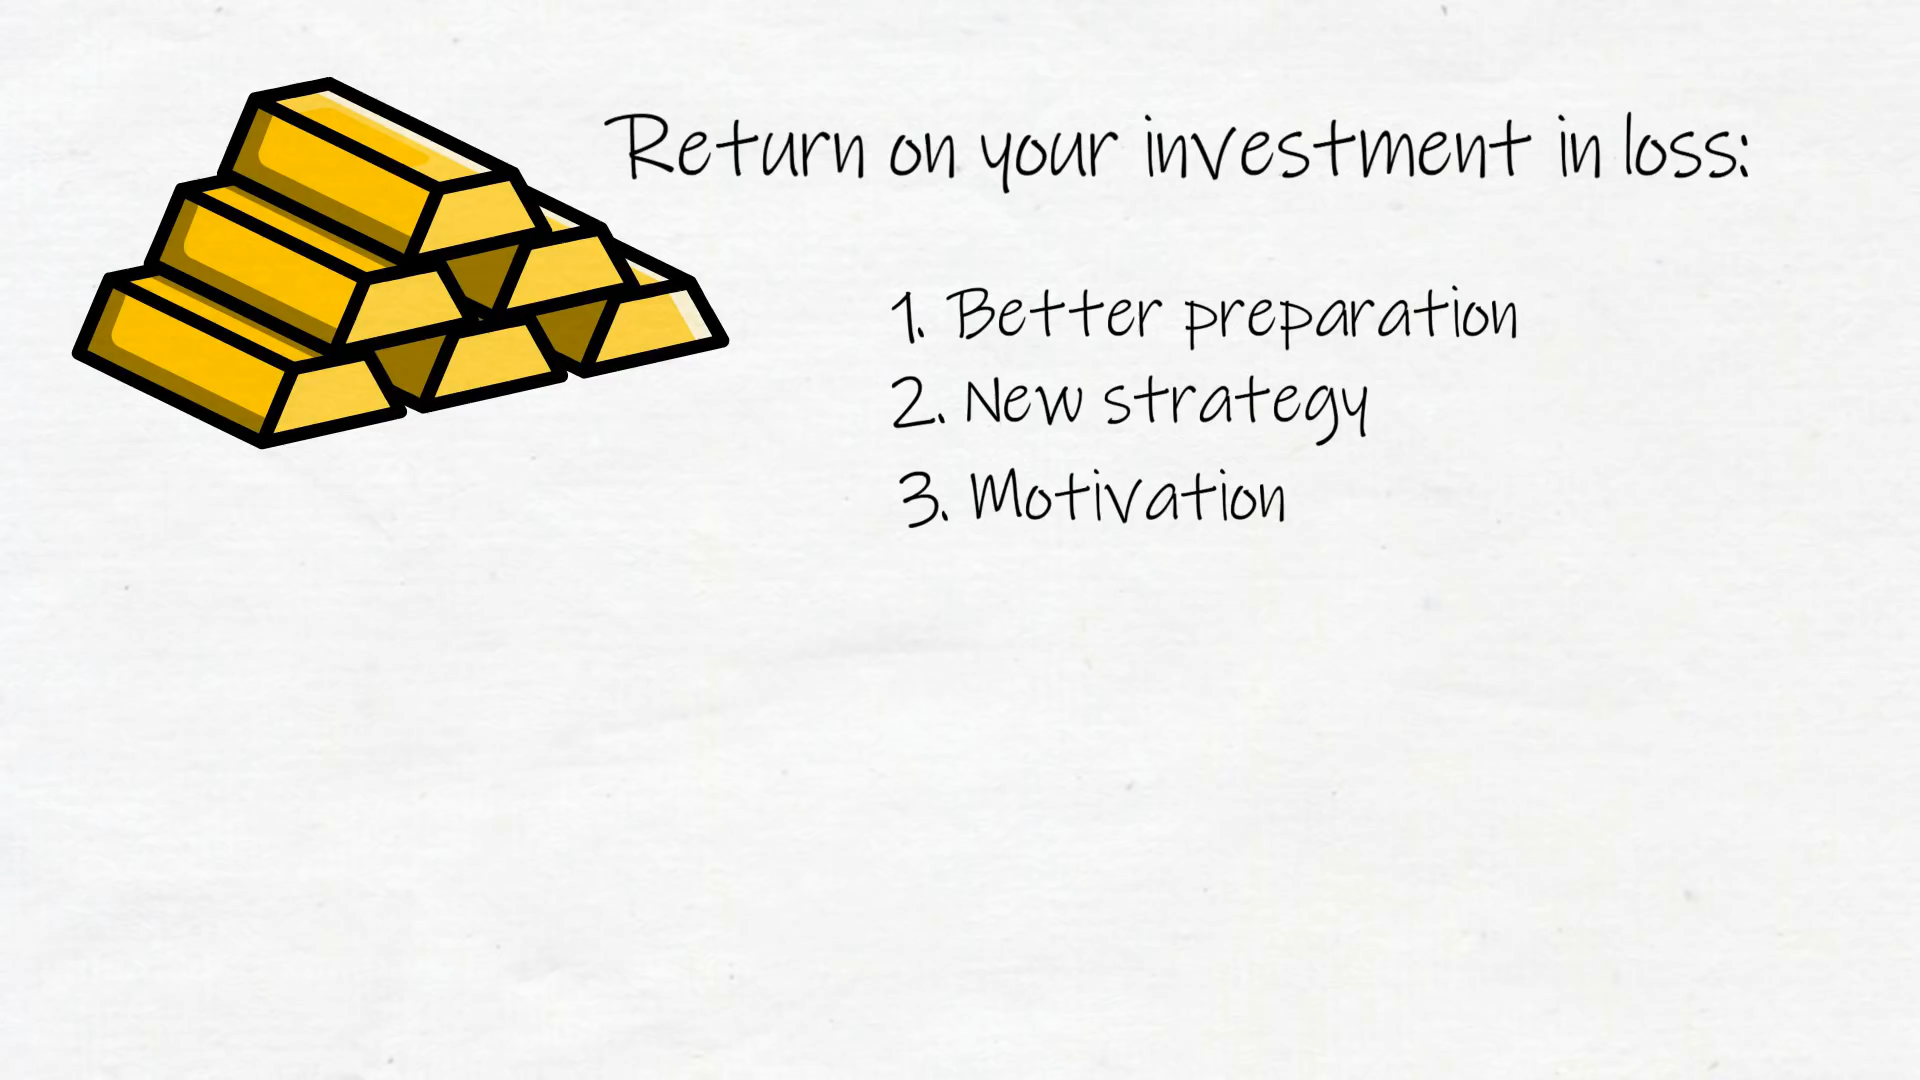 Return on your investment in loss:
1. Better preparation
2. New strategy
3. Motivation